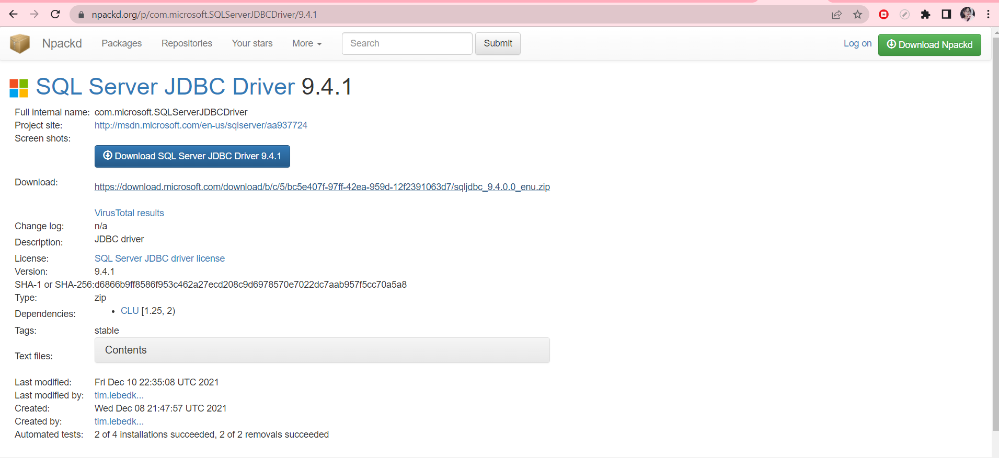 npackd.org/p/com.microsoft.SQLServerJDBCDriver/9.4.1
Npackd Packages Repositories Your stars More Search Submit Log on Download Npackd
SQL Server JDBC Driver 9.4.1
Full internal name: com.microsoft.SQLServerJDBCDriver
Project site: http://msdn.microsoft.com/en-us/sqlserver/aa937724
Screen shots:
Download SQL Server JDBC Driver 9.4.1
Download: https://download.microsoft.com/download/b/c/5/bc5e407f-97ff-42ea-959d-12f2391063d7/sqljdbc_9.4.0.0_enu.zip
VirusTotal results
Change log: n/a
Description: JDBC driver
License: SQL Server JDBC driver license
Version: 9.4.1
SHA-1 or SHA-256:d6866b9ff8586f953c462a27ecd208c9d6978570e7022dc7aab957f5cc70a5a8
Type: zip
Dependencies: • CLU [1.25, 2)
Tags: stable
Contents
Text files:
Last modified: Fri Dec 10 22:35:08 UTC 2021
Last modified by: tim.lebedk...
Created: Wed Dec 08 21:47:57 UTC 2021
Created by: tim.lebedk...
Automated tests: 2 of 4 installations succeeded, 2 of 2 removals succeeded